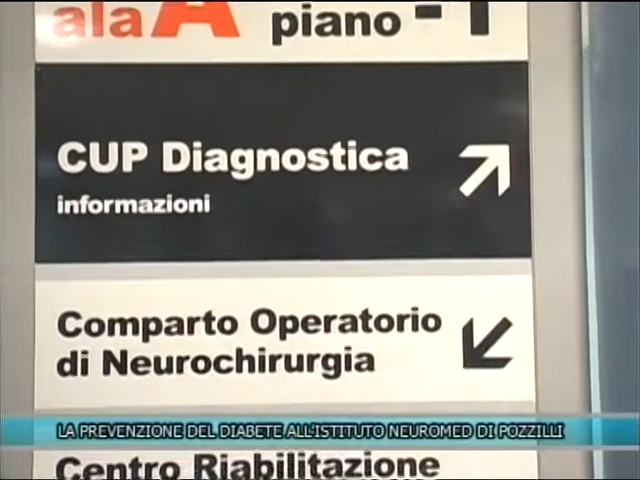 ala A piano -1
CUP Diagnostica
informazioni
Comparto Operatorio
di Neurochirurgia
LA PREVENZIONE DEL DIABETE ALL'ISTITUTO NEUROMED DI POZZILLI
Centro Riabilitazione